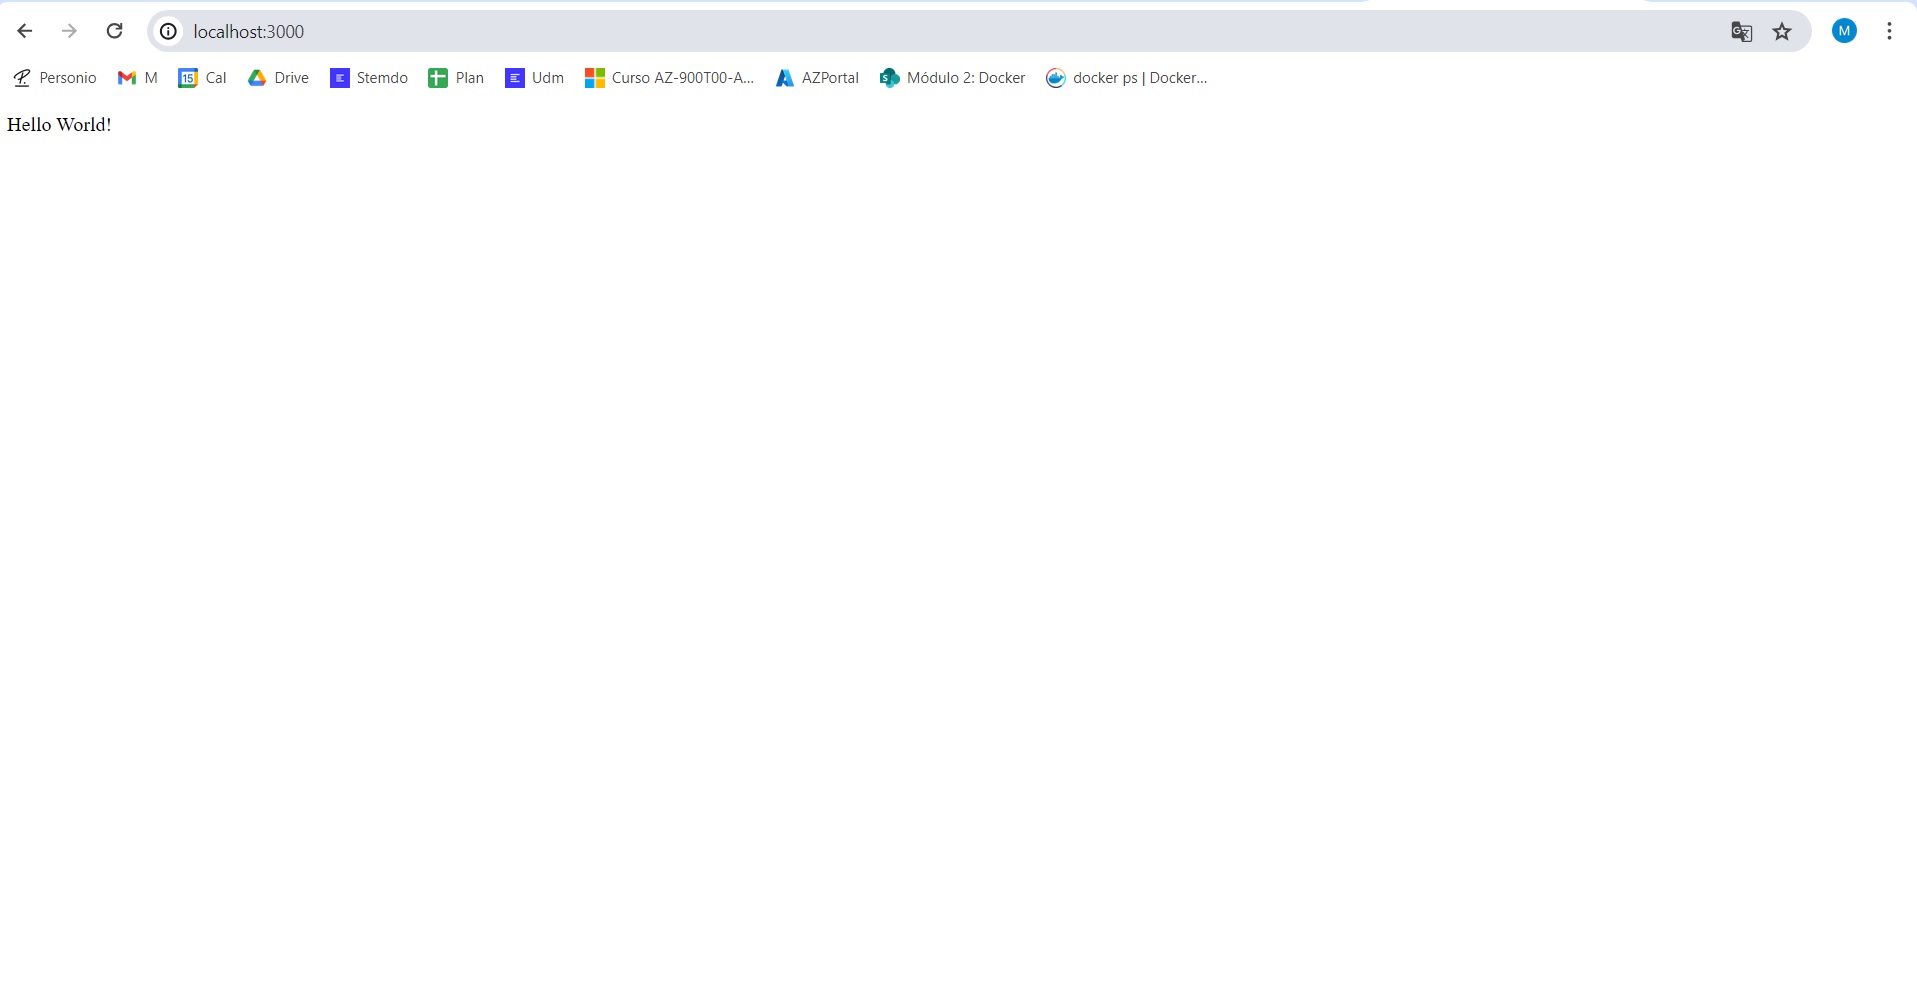 localhost:3000
M
Personio M Cal Drive Stemdo Plan Udm Curso AZ-900T00-A... AZPortal Módulo 2: Docker docker ps | Docker...
Hello World!